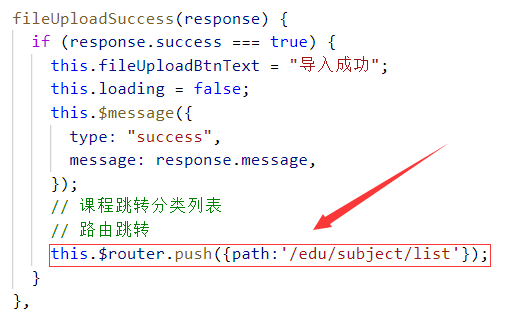 fileUploadSuccess(response) {
if (response.success === true) {
this.fileUploadBtnText = "导入成功";
this.loading = false;
this.$message({
type: "success",
message: response.message,
});
// 课程跳转分类列表
// 路由跳转
this.$router.push({path:'/edu/subject/list'});
}
},